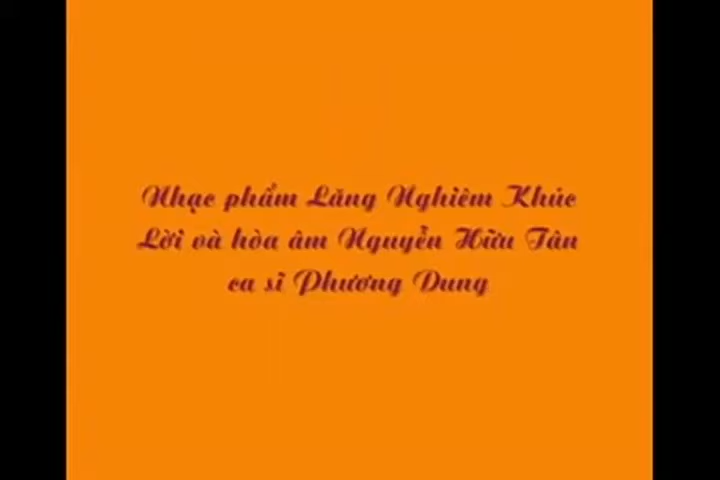 Nhạc phẩm Lăng Nghiêm Khúc
Lời và hòa âm Nguyễn Hữu Tân
ca sĩ Phương Dung